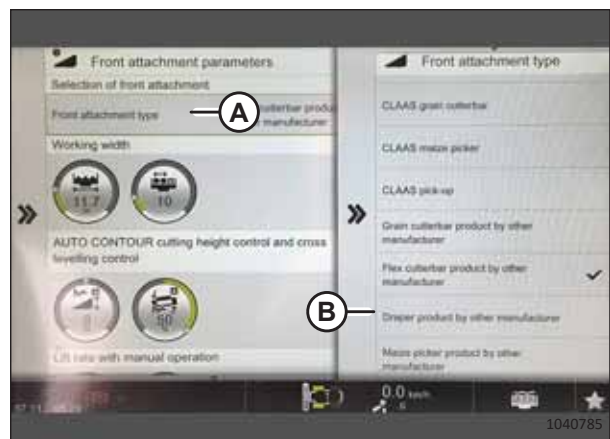 Front attachment parameters
Selection of front attachment
Front attachment type
cutterbar produ
manufacturer
A
Working width
11.7
10
AUTO CONTOUR cutting height control and cross
levelling control
50
Lift rate with manual operation
Front attachment type
CLAAS grain cutterbar
CLAAS maize picker
CLAAS pick-up
Grain cutterbar product by other
manufacturer
Flex cutterbar product by other
manufacturer
B
Draper product by other manufacturer
Maize picker product by other
manufacturer
0.0 km/h
1040785